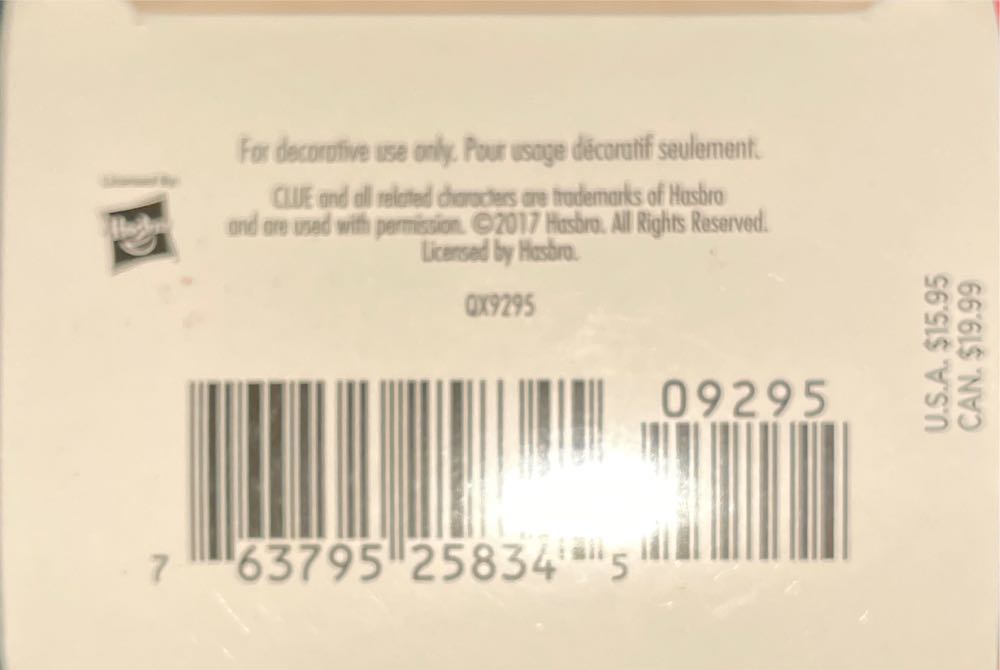 For decorative use only. Pour usage décoratif seulement.
Licensed By
Hasbro
CLUE and all related characters are trademarks of Hasbro
and are used with permission. ©2017 Hasbro. All Rights Reserved.
Licensed by Hasbro.
QX9295
U.S.A. $15.95
CAN. $19.99
09295
7 63795 25834 5